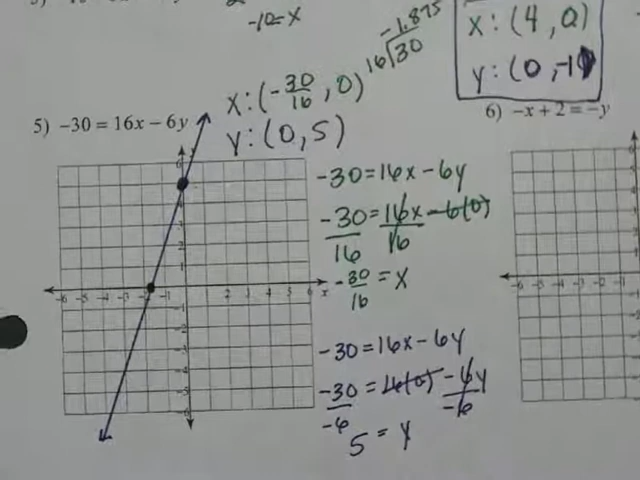 -10=x
x: (4, 0)
y: (0, -1
-1.875
16)30
x: (-30/16, 0)
y: (0, 5)
5) -30 = 16x - 6y
6) -x + 2 = -y
-30 = 16x - 6y
-30/16 = 16x/16 - 6(0)
-30/16 = x
-30 = 16x - 6y
-30/-6 = 16(0) -6y/-6
5 = y